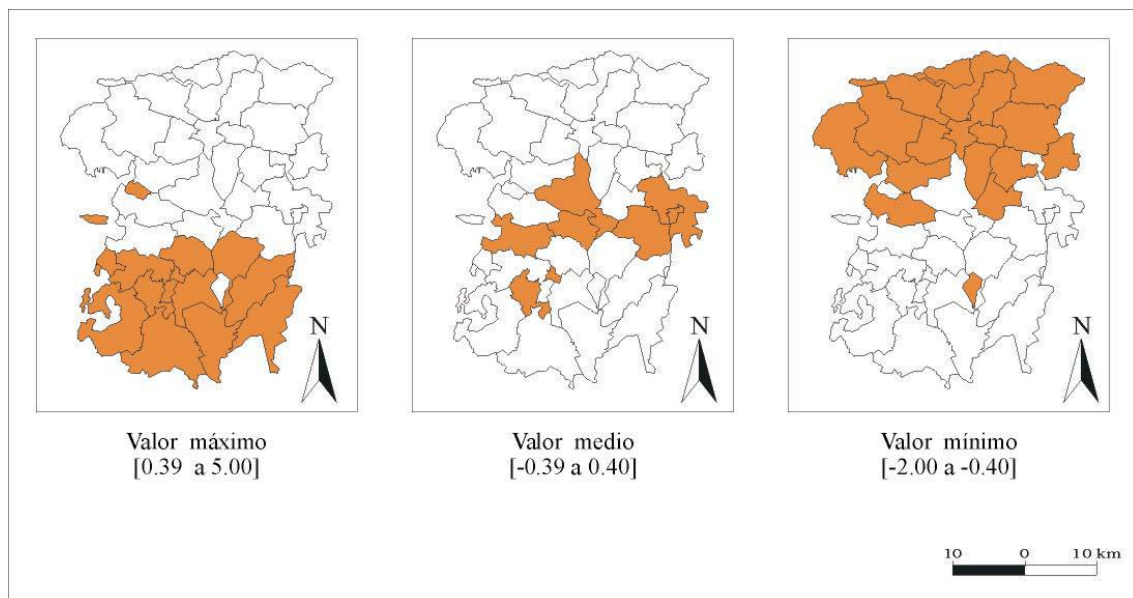 N
N
N
Valor máximo
[0.39 a 5.00]
Valor medio
[-0.39 a 0.40]
Valor mínimo
[-2.00 a -0.40]
10 0 10 km